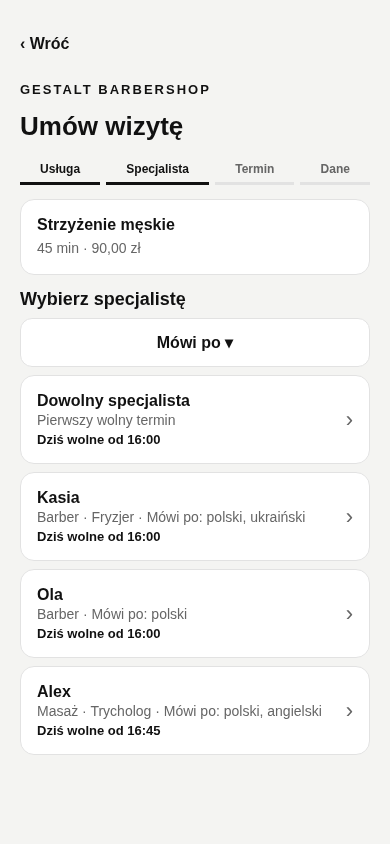 ‹ Wróć
GESTALT BARBERSHOP
Umów wizytę
Usługa Specjalista Termin Dane
Strzyżenie męskie
45 min · 90,00 zł
Wybierz specjalistę
Mówi po ▾
Dowolny specjalista
Pierwszy wolny termin
Dziś wolne od 16:00
›
Kasia
Barber · Fryzjer · Mówi po: polski, ukraiński
Dziś wolne od 16:00
›
Ola
Barber · Mówi po: polski
Dziś wolne od 16:00
›
Alex
Masaż · Trycholog · Mówi po: polski, angielski
Dziś wolne od 16:45
›